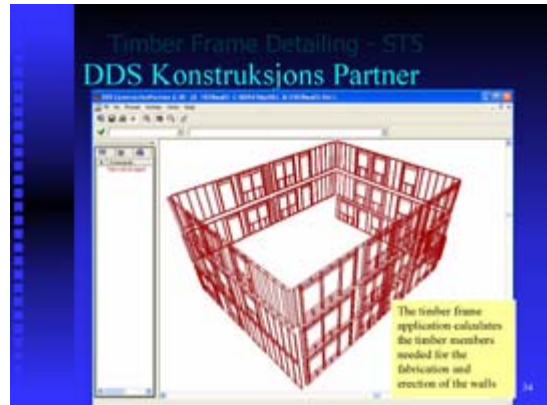 Timber Frame Detailing - STS
DDS Konstruksjons Partner
The timber frame
application calculates
the timber members
needed for the
fabrication and
erection of the walls
34